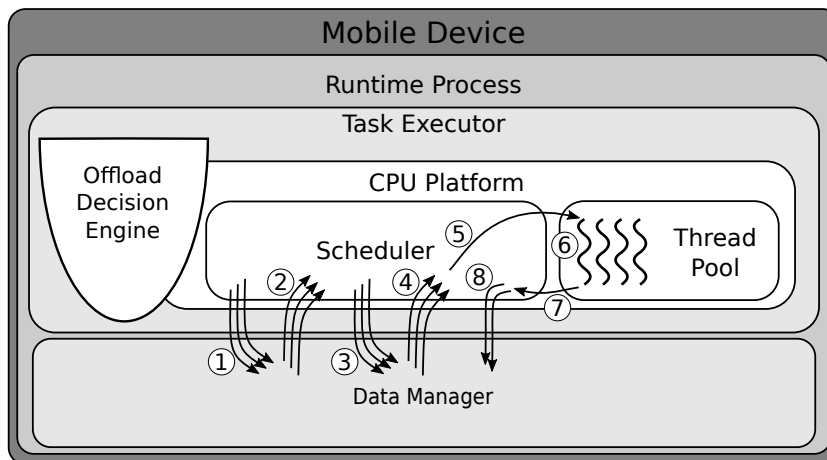 Mobile Device
Runtime Process
Task Executor
Offload
Decision
Engine
CPU Platform
Scheduler
Thread
Pool
1
2
3
4
5
6
7
8
Data Manager